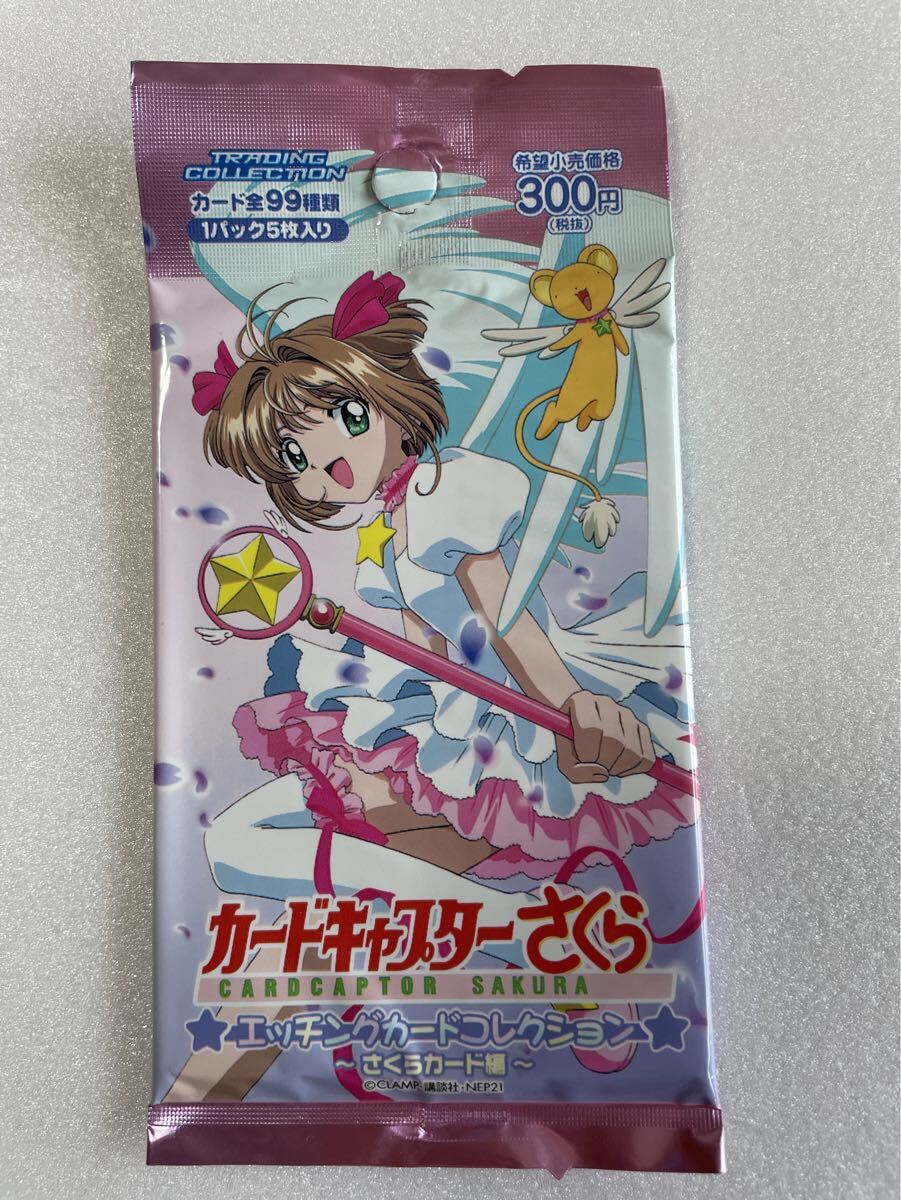 TRADING
COLLECTION
カード全99種類
1パック5枚入り
希望小売価格
300円
(税抜)
カードキャプターさくら
CARDCAPTOR SAKURA
★エッチングカードコレクション★
～さくらカード編～
©CLAMP・講談社・NEP21